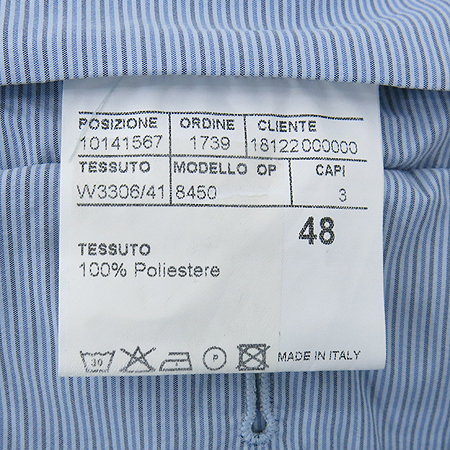 POSIZIONE ORDINE CLIENTE
10141567 1739 18122000000
TESSUTO MODELLO OP CAPI
W3306/41 8450 3
48
TESSUTO
100% Poliestere
30 P MADE IN ITALY